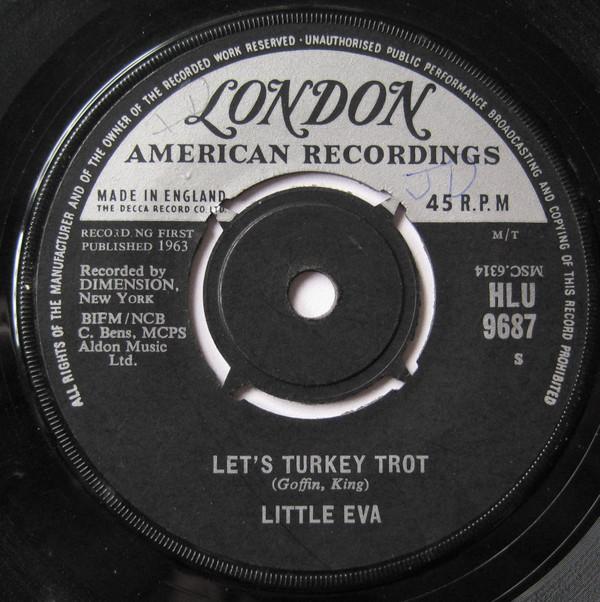 ALL RIGHTS OF THE MANUFACTURER AND OF THE OWNER OF THE RECORDED WORK RESERVED · UNAUTHORISED PUBLIC PERFORMANCE BROADCASTING AND COPYING OF THIS RECORD PROHIBITED
LONDON
AMERICAN RECORDINGS
JD
MADE IN ENGLAND
THE DECCA RECORD CO. LTD.
45 R.P.M
RECORDING FIRST
PUBLISHED 1963
M/T
Recorded by
DIMENSION,
New York
MSC.6314
HLU
9687
S
BIEM/NCB
C. Bens, MCPS
Aldon Music
Ltd.
LET'S TURKEY TROT
(Goffin, King)
LITTLE EVA